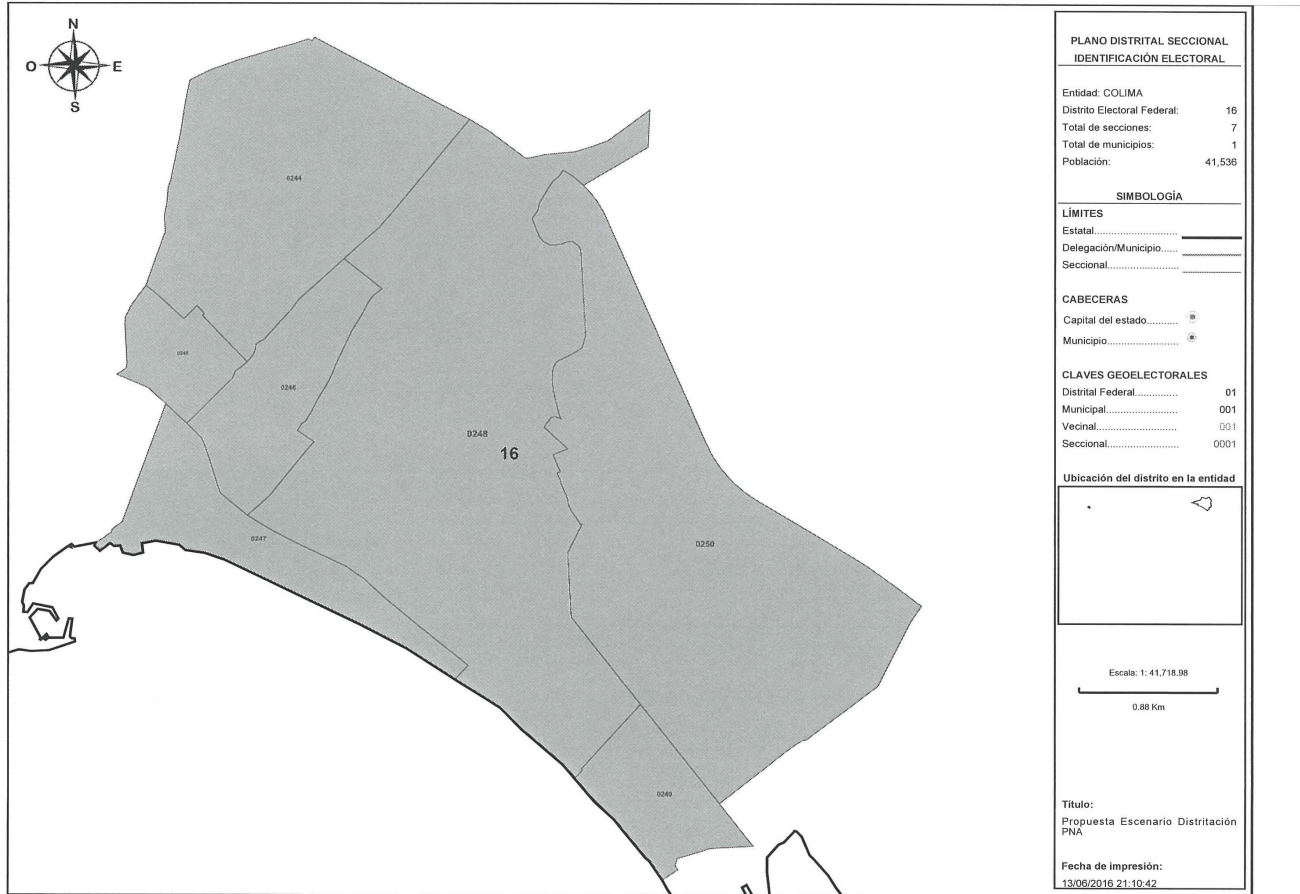 N
O
E
S
0244
0246
0248
16
0247
0250
0249
PLANO DISTRITAL SECCIONAL
IDENTIFICACIÓN ELECTORAL
Entidad: COLIMA
Distrito Electoral Federal: 16
Total de secciones: 7
Total de municipios: 1
Población: 41,536
SIMBOLOGÍA
LÍMITES
Estatal............................
Delegación/Municipio......
Seccional........................
CABECERAS
Capital del estado...........
Municipio........................
CLAVES GEOELECTORALES
Distrital Federal............... 01
Municipal......................... 001
Vecinal............................ 001
Seccional........................ 0001
Ubicación del distrito en la entidad
Escala: 1: 41,718.98
0.88 Km
Título:
Propuesta Escenario Distritación
PNA
Fecha de impresión:
13/06/2016 21:10:42